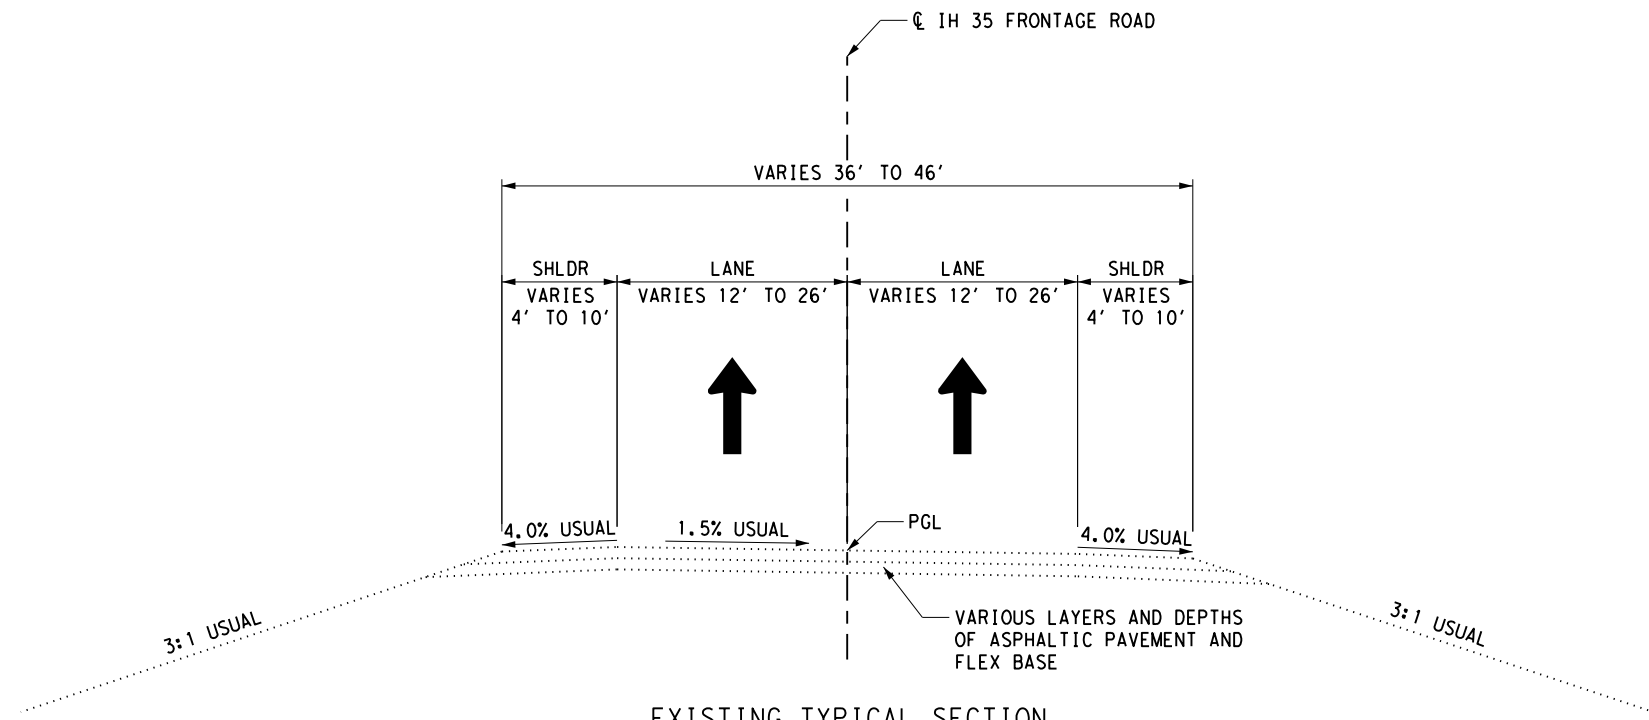 ℄ IH 35 FRONTAGE ROAD
VARIES 36' TO 46'
SHLDR
VARIES
4' TO 10'
LANE
VARIES 12' TO 26'
LANE
VARIES 12' TO 26'
SHLDR
VARIES
4' TO 10'
4.0% USUAL
1.5% USUAL
PGL
4.0% USUAL
3:1 USUAL
3:1 USUAL
VARIOUS LAYERS AND DEPTHS
OF ASPHALTIC PAVEMENT AND
FLEX BASE
EXISTING TYPICAL SECTION